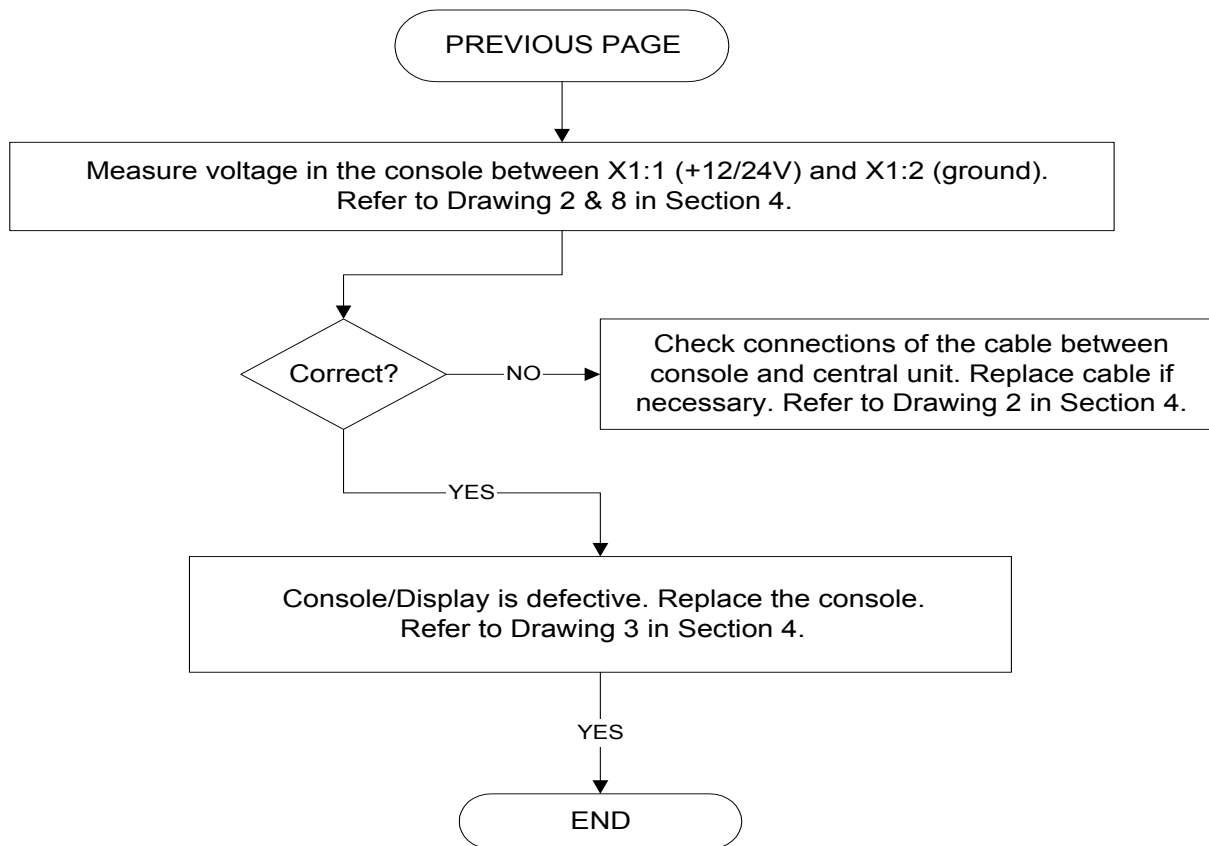 PREVIOUS PAGE
Measure voltage in the console between X1:1 (+12/24V) and X1:2 (ground).
Refer to Drawing 2 & 8 in Section 4.
Correct?
NO
Check connections of the cable between
console and central unit. Replace cable if
necessary. Refer to Drawing 2 in Section 4.
YES
Console/Display is defective. Replace the console.
Refer to Drawing 3 in Section 4.
YES
END